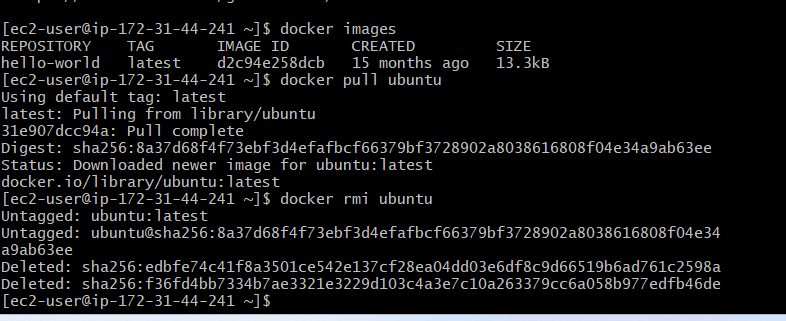 [ec2-user@ip-172-31-44-241 ~]$ docker images
REPOSITORY    TAG       IMAGE ID       CREATED         SIZE
hello-world   latest    d2c94e258dcb   15 months ago   13.3kB
[ec2-user@ip-172-31-44-241 ~]$ docker pull ubuntu
Using default tag: latest
latest: Pulling from library/ubuntu
31e907dcc94a: Pull complete
Digest: sha256:8a37d68f4f73ebf3d4efafbcf66379bf3728902a8038616808f04e34a9ab63ee
Status: Downloaded newer image for ubuntu:latest
docker.io/library/ubuntu:latest
[ec2-user@ip-172-31-44-241 ~]$ docker rmi ubuntu
Untagged: ubuntu:latest
Untagged: ubuntu@sha256:8a37d68f4f73ebf3d4efafbcf66379bf3728902a8038616808f04e34
a9ab63ee
Deleted: sha256:edbfe74c41f8a3501ce542e137cf28ea04dd03e6df8c9d66519b6ad761c2598a
Deleted: sha256:f36fd4bb7334b7ae3321e3229d103c4a3e7c10a263379cc6a058b977edfb46de
[ec2-user@ip-172-31-44-241 ~]$